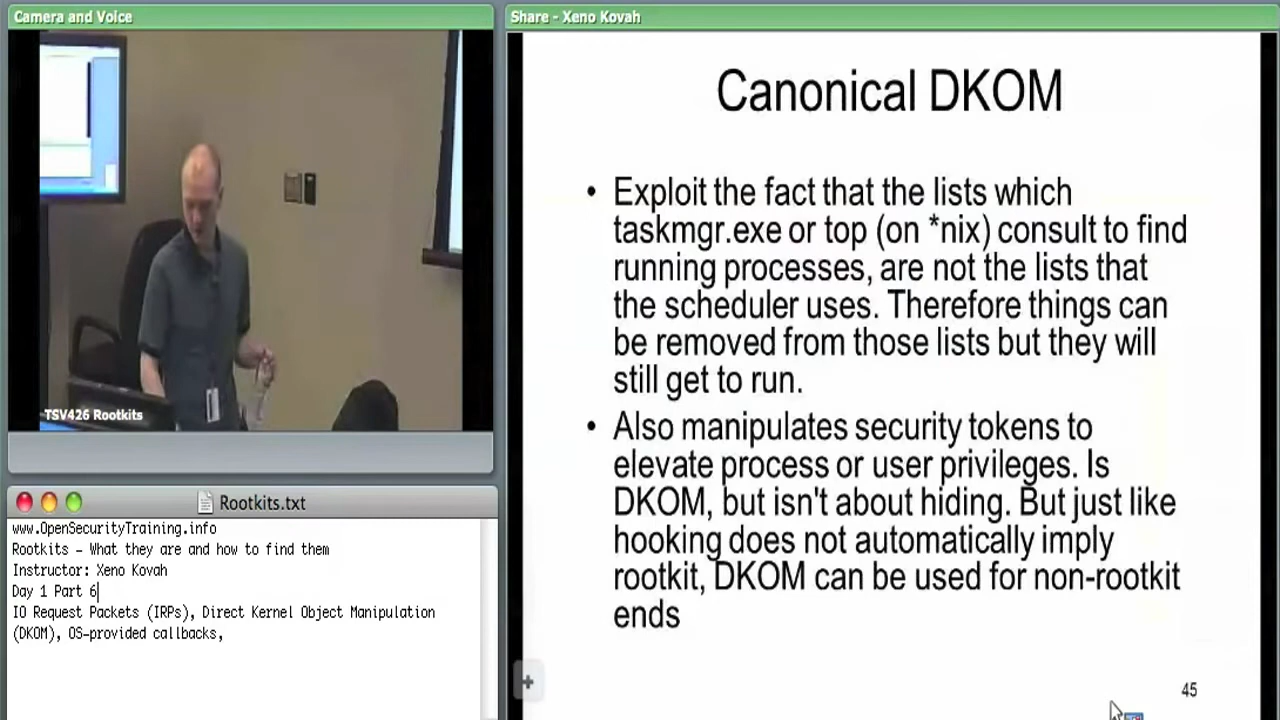 Camera and Voice
TSV426 Rootkits
Rootkits.txt
www.OpenSecurityTraining.info
Rootkits - What they are and how to find them
Instructor: Xeno Kovah
Day 1 Part 6
IO Request Packets (IRPs), Direct Kernel Object Manipulation
(DKOM), OS-provided callbacks,
Share - Xeno Kovah
Canonical DKOM
• Exploit the fact that the lists which
taskmgr.exe or top (on *nix) consult to find
running processes, are not the lists that
the scheduler uses. Therefore things can
be removed from those lists but they will
still get to run.
• Also manipulates security tokens to
elevate process or user privileges. Is
DKOM, but isn't about hiding. But just like
hooking does not automatically imply
rootkit, DKOM can be used for non-rootkit
ends
45